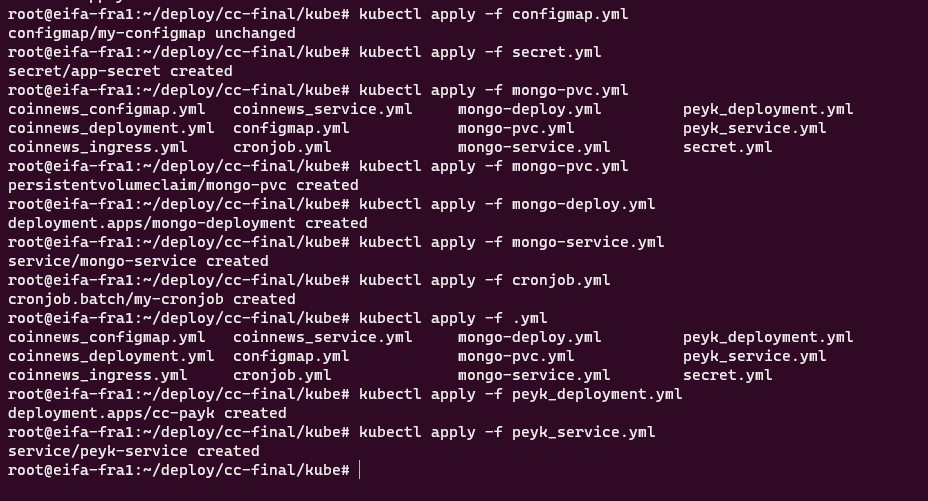 root@eifa-fra1:~/deploy/cc-final/kube# kubectl apply -f configmap.yml
configmap/my-configmap unchanged
root@eifa-fra1:~/deploy/cc-final/kube# kubectl apply -f secret.yml
secret/app-secret created
root@eifa-fra1:~/deploy/cc-final/kube# kubectl apply -f mongo-pvc.yml
coinnews_configmap.yml   coinnews_service.yml     mongo-deploy.yml         peyk_deployment.yml
coinnews_deployment.yml  configmap.yml            mongo-pvc.yml            peyk_service.yml
coinnews_ingress.yml     cronjob.yml              mongo-service.yml        secret.yml
root@eifa-fra1:~/deploy/cc-final/kube# kubectl apply -f mongo-pvc.yml
persistentvolumeclaim/mongo-pvc created
root@eifa-fra1:~/deploy/cc-final/kube# kubectl apply -f mongo-deploy.yml
deployment.apps/mongo-deployment created
root@eifa-fra1:~/deploy/cc-final/kube# kubectl apply -f mongo-service.yml
service/mongo-service created
root@eifa-fra1:~/deploy/cc-final/kube# kubectl apply -f cronjob.yml
cronjob.batch/my-cronjob created
root@eifa-fra1:~/deploy/cc-final/kube# kubectl apply -f .yml
coinnews_configmap.yml   coinnews_service.yml     mongo-deploy.yml         peyk_deployment.yml
coinnews_deployment.yml  configmap.yml            mongo-pvc.yml            peyk_service.yml
coinnews_ingress.yml     cronjob.yml              mongo-service.yml        secret.yml
root@eifa-fra1:~/deploy/cc-final/kube# kubectl apply -f peyk_deployment.yml
deployment.apps/cc-payk created
root@eifa-fra1:~/deploy/cc-final/kube# kubectl apply -f peyk_service.yml
service/peyk-service created
root@eifa-fra1:~/deploy/cc-final/kube#